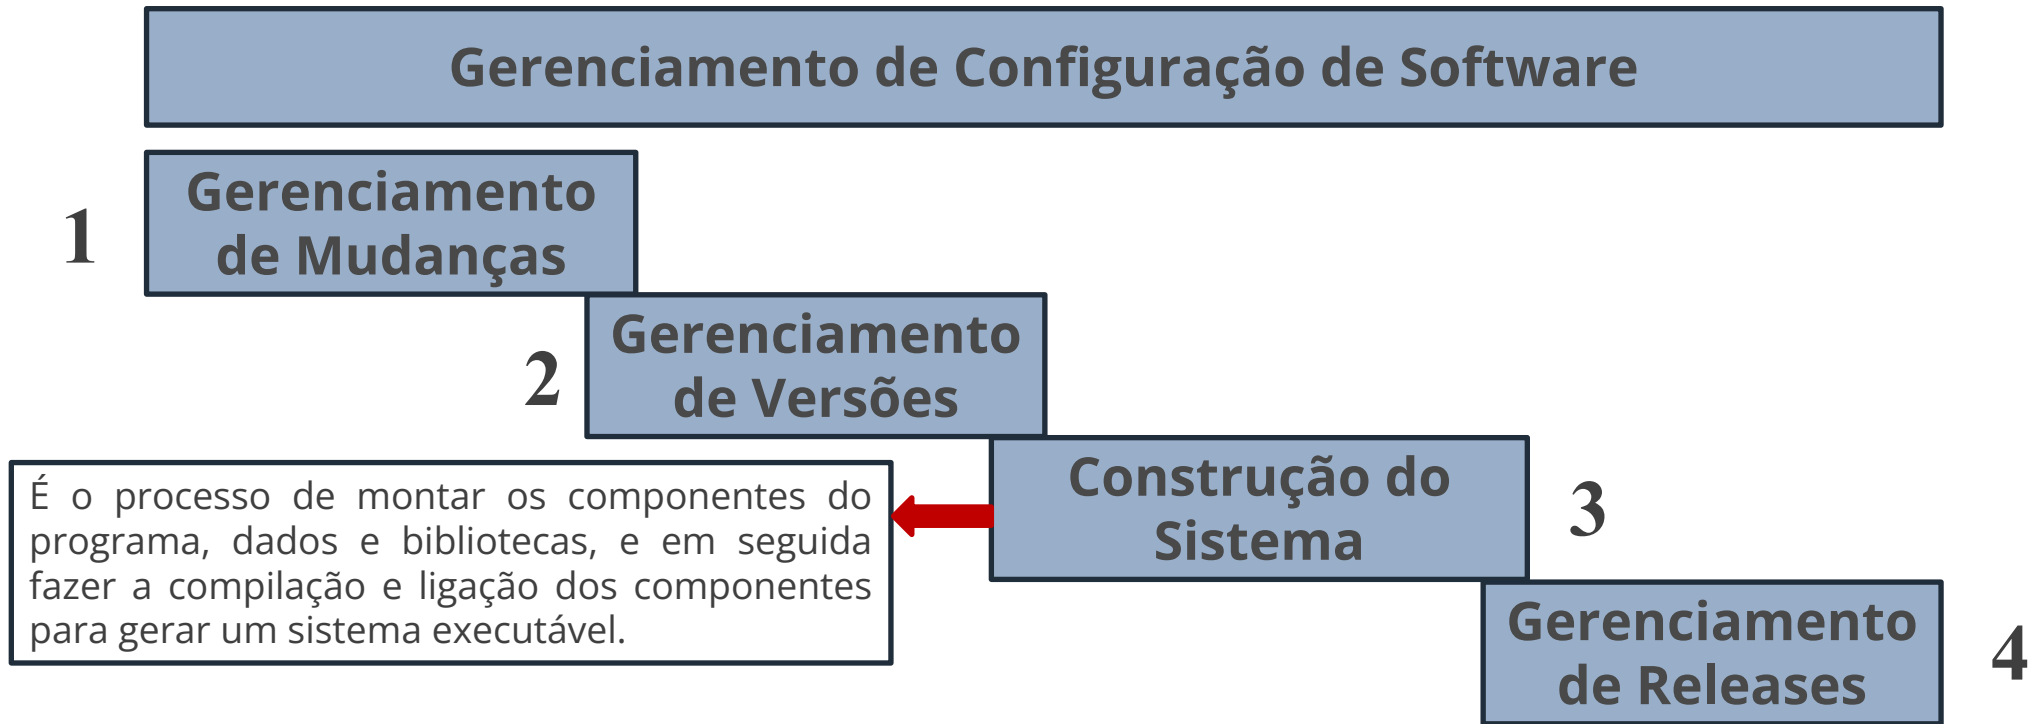 Gerenciamento de Configuração de Software
1
Gerenciamento
de Mudanças
2
Gerenciamento
de Versões
É o processo de montar os componentes do
programa, dados e bibliotecas, e em seguida
fazer a compilação e ligação dos componentes
para gerar um sistema executável.
Construção do
Sistema
3
Gerenciamento
de Releases
4